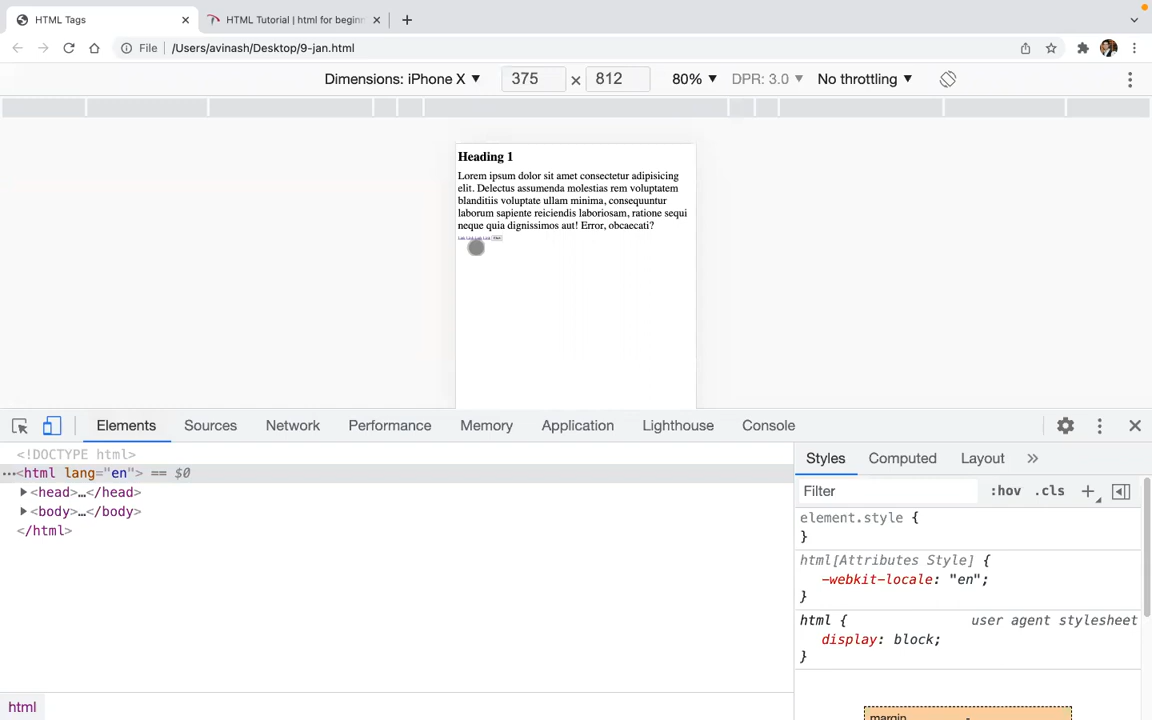 HTML Tags
HTML Tutorial | html for beginn
File /Users/avinash/Desktop/9-jan.html
Dimensions: iPhone X ▼ 375 × 812 80% ▼ DPR: 3.0 ▼ No throttling ▼
Heading 1
Lorem ipsum dolor sit amet consectetur adipisicing
elit. Delectus assumenda molestias rem voluptatem
blanditiis voluptate ullam minima, consequuntur
laborum sapiente reiciendis laboriosam, ratione sequi
neque quia dignissimos aut! Error, obcaecati?
Elements Sources Network Performance Memory Lighthouse Application Console
<!DOCTYPE html>
…<html lang="en"> == $0
▶<head>…</head>
▶<body>…</body>
</html>
html
Styles Computed Layout »
Filter :hov .cls +
element.style {
}
html[Attributes Style] {
-webkit-locale: "en";
}
html { user agent stylesheet
display: block;
}
margin